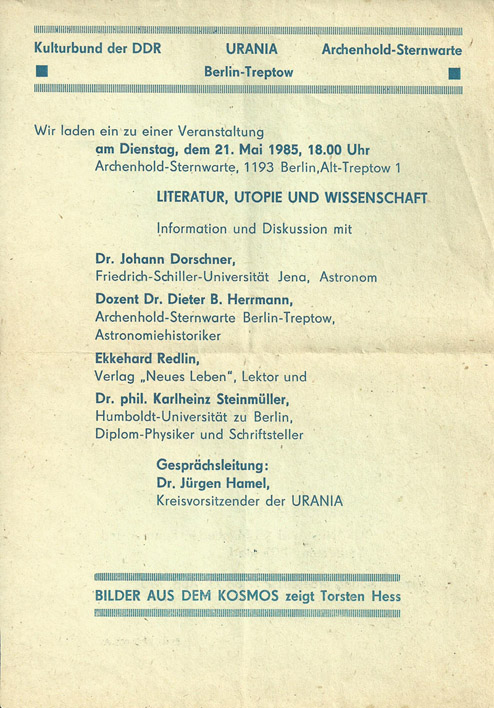 Kulturbund der DDR URANIA Archenhold-Sternwarte
Berlin-Treptow
Wir laden ein zu einer Veranstaltung
am Dienstag, dem 21. Mai 1985, 18.00 Uhr
Archenhold-Sternwarte, 1193 Berlin,Alt-Treptow 1
LITERATUR, UTOPIE UND WISSENSCHAFT
Information und Diskussion mit
Dr. Johann Dorschner,
Friedrich-Schiller-Universität Jena, Astronom
Dozent Dr. Dieter B. Herrmann,
Archenhold-Sternwarte Berlin-Treptow,
Astronomiehistoriker
Ekkehard Redlin,
Verlag „Neues Leben“, Lektor und
Dr. phil. Karlheinz Steinmüller,
Humboldt-Universität zu Berlin,
Diplom-Physiker und Schriftsteller
Gesprächsleitung:
Dr. Jürgen Hamel,
Kreisvorsitzender der URANIA
BILDER AUS DEM KOSMOS zeigt Torsten Hess